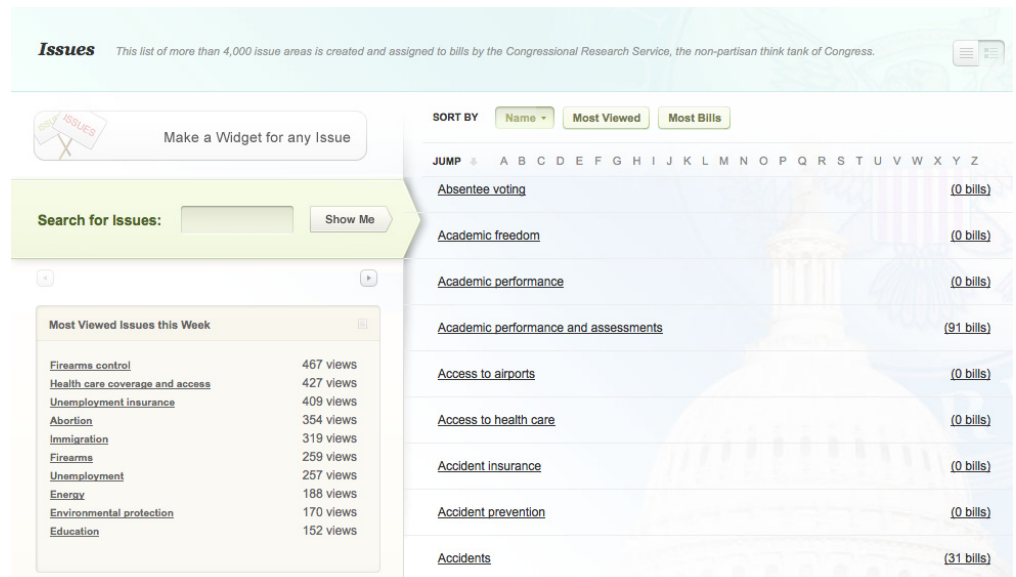 Issues This list of more than 4,000 issue areas is created and assigned to bills by the Congressional Research Service, the non-partisan think tank of Congress.
ISSUES
Make a Widget for any Issue
Search for Issues: Show Me
Most Viewed Issues this Week
Firearms control 467 views
Health care coverage and access 427 views
Unemployment insurance 409 views
Abortion 354 views
Immigration 319 views
Firearms 259 views
Unemployment 257 views
Energy 188 views
Environmental protection 170 views
Education 152 views
SORT BY Name Most Viewed Most Bills
JUMP A B C D E F G H I J K L M N O P Q R S T U V W X Y Z
Absentee voting (0 bills)
Academic freedom (0 bills)
Academic performance (0 bills)
Academic performance and assessments (91 bills)
Access to airports (0 bills)
Access to health care (0 bills)
Accident insurance (0 bills)
Accident prevention (0 bills)
Accidents (31 bills)